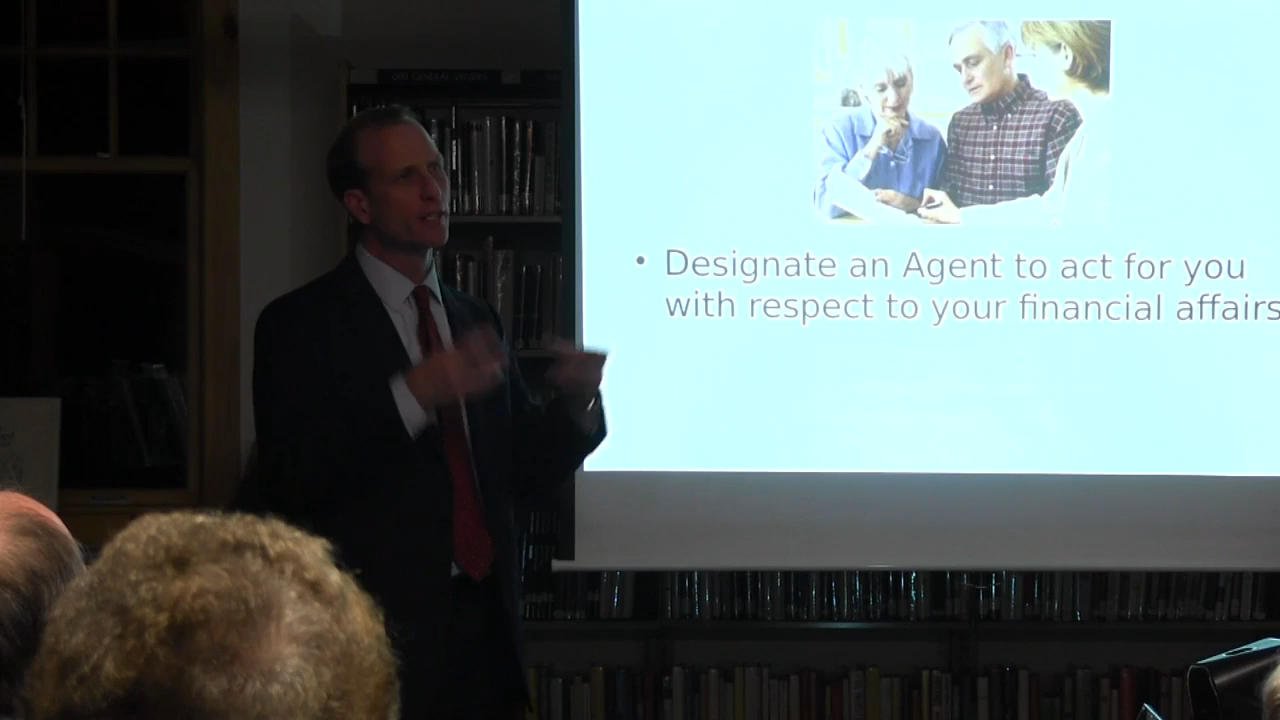 • Designate an Agent to act for you
with respect to your financial affairs